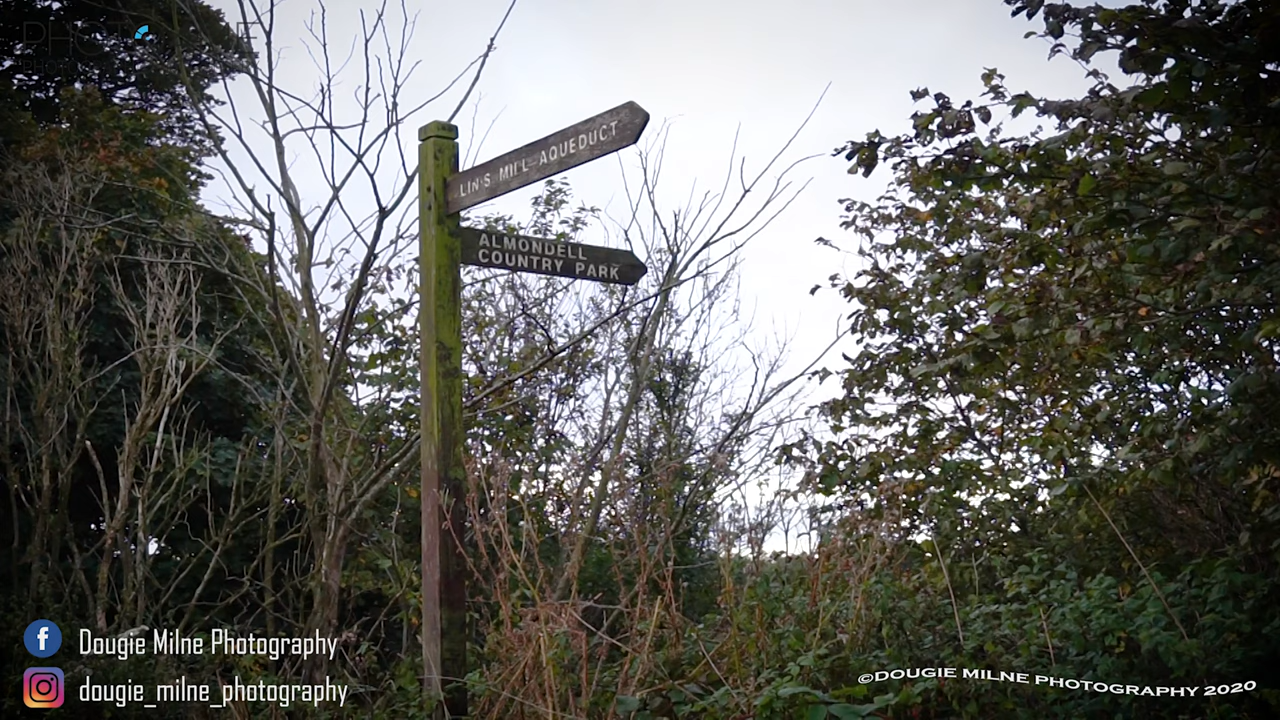 LIN'S MILL AQUEDUCT
ALMONDELL
COUNTRY PARK
Dougie Milne Photography
dougie_milne_photography
©DOUGIE MILNE PHOTOGRAPHY 2020